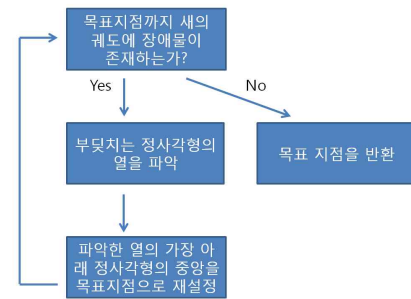 목표지점까지 새의
궤도에 장애물이
존재하는가?
Yes
No
부딪치는 정사각형의
열을 파악
목표 지점을 반환
파악한 열의 가장 아
래 정사각형의 중앙을
목표지점으로 재설정